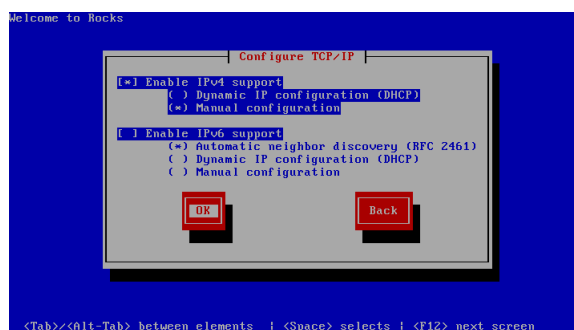 Welcome to Rocks
Configure TCP/IP
[*] Enable IPv4 support
( ) Dynamic IP configuration (DHCP)
(*) Manual configuration
[ ] Enable IPv6 support
(*) Automatic neighbor discovery (RFC 2461)
( ) Dynamic IP configuration (DHCP)
( ) Manual configuration
OK Back
<Tab>/<Alt-Tab> between elements | <Space> selects | <F12> next screen